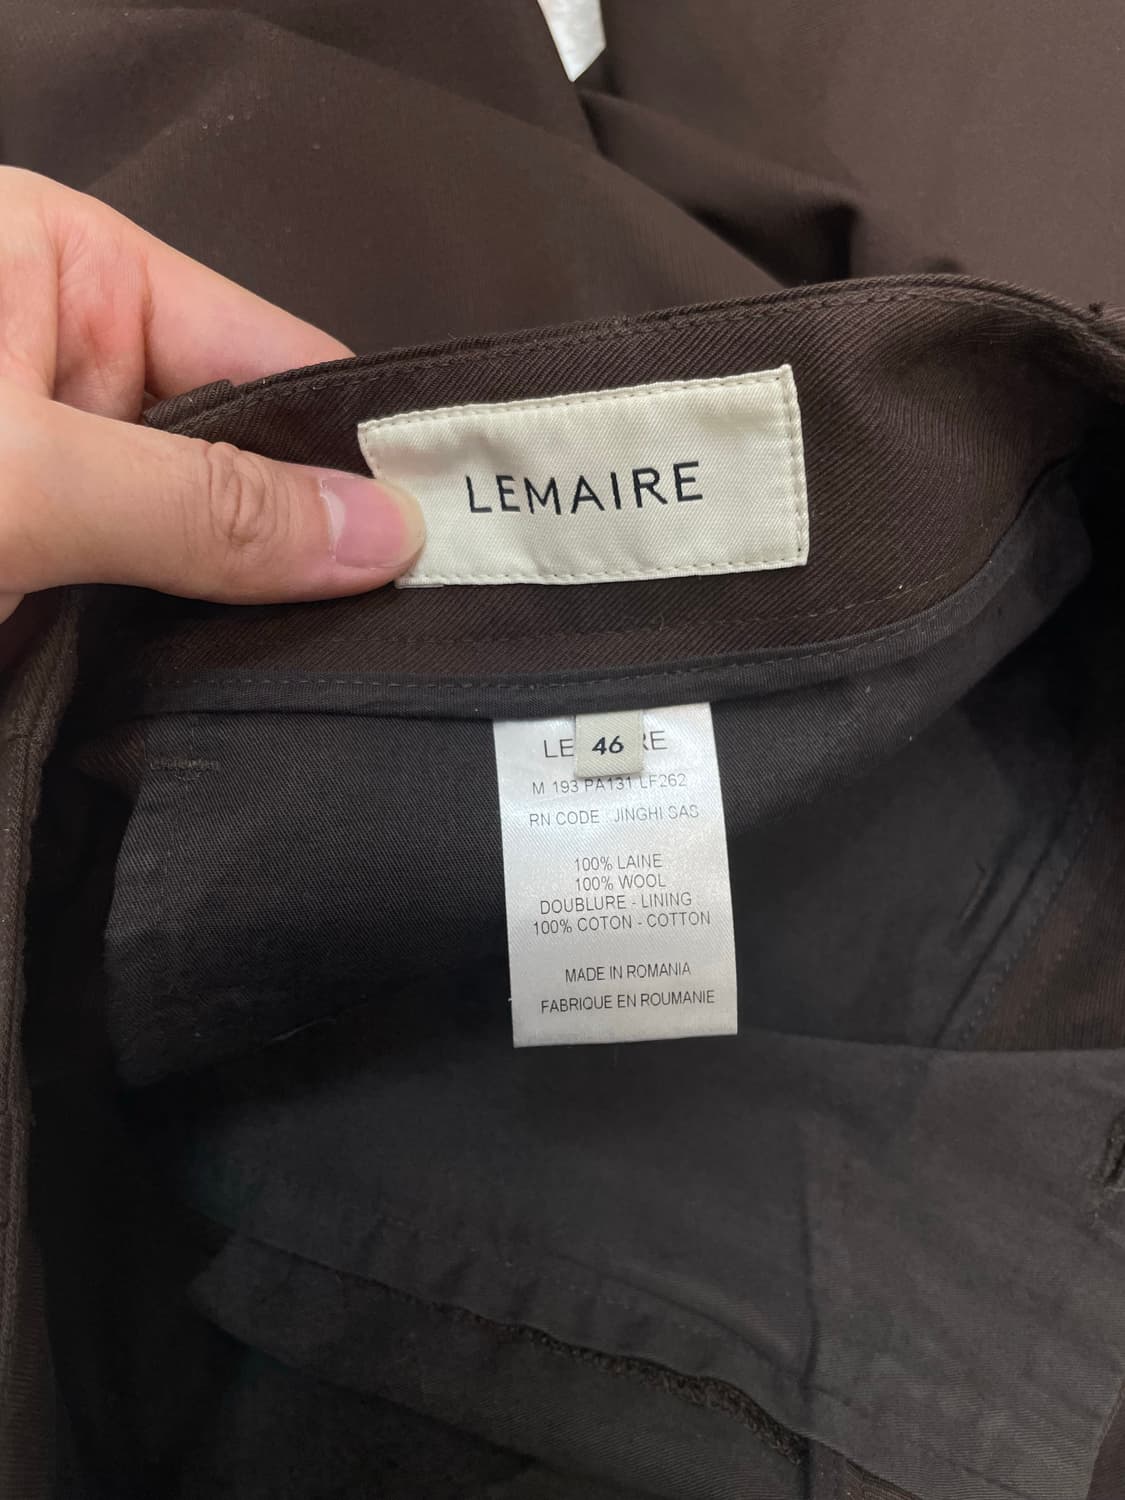 LEMAIRE
46
LE RE
M 193 PA131 LF262
RN CODE : JINGHI SAS
100% LAINE
100% WOOL
DOUBLURE - LINING
100% COTON - COTTON
MADE IN ROMANIA
FABRIQUE EN ROUMANIE